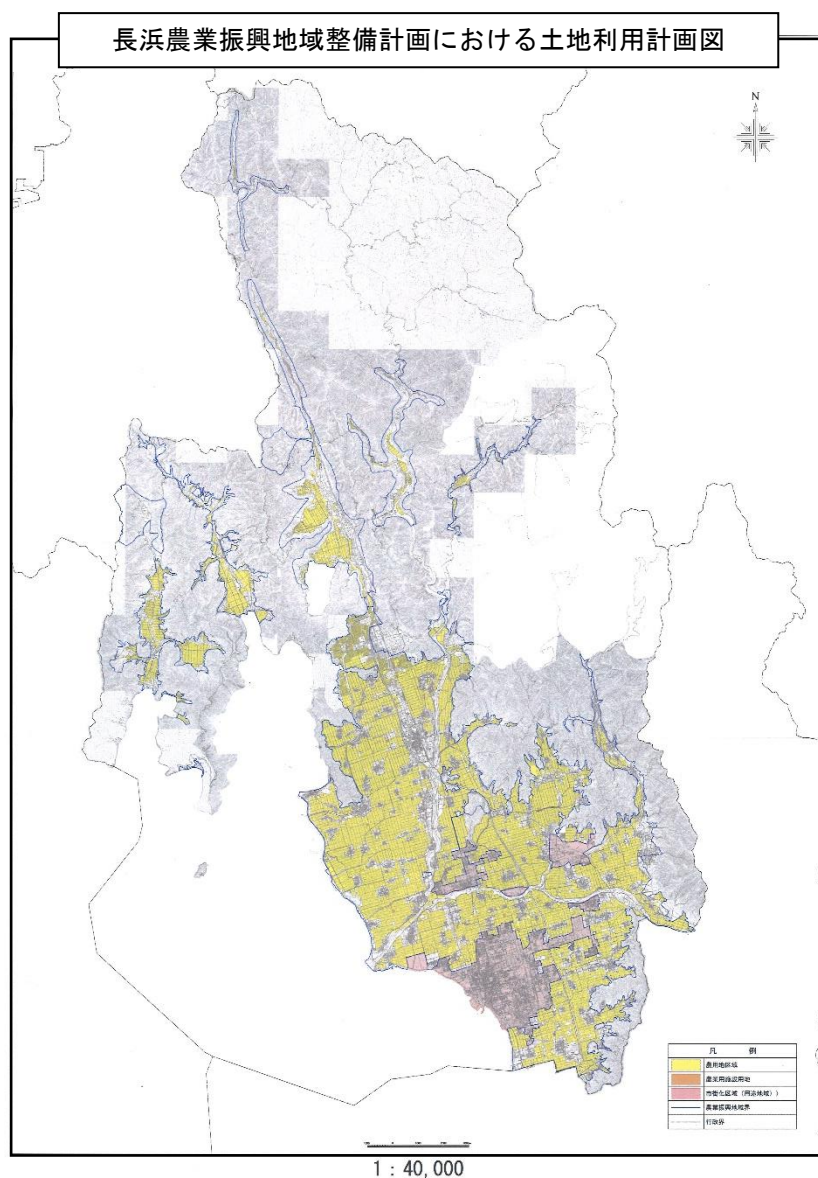 長浜農業振興地域整備計画における土地利用計画図
N
凡 例
農用地区域
農業用施設用地
市街化区域（用途地域））
農業振興地域界
行政界
1 : 40,000